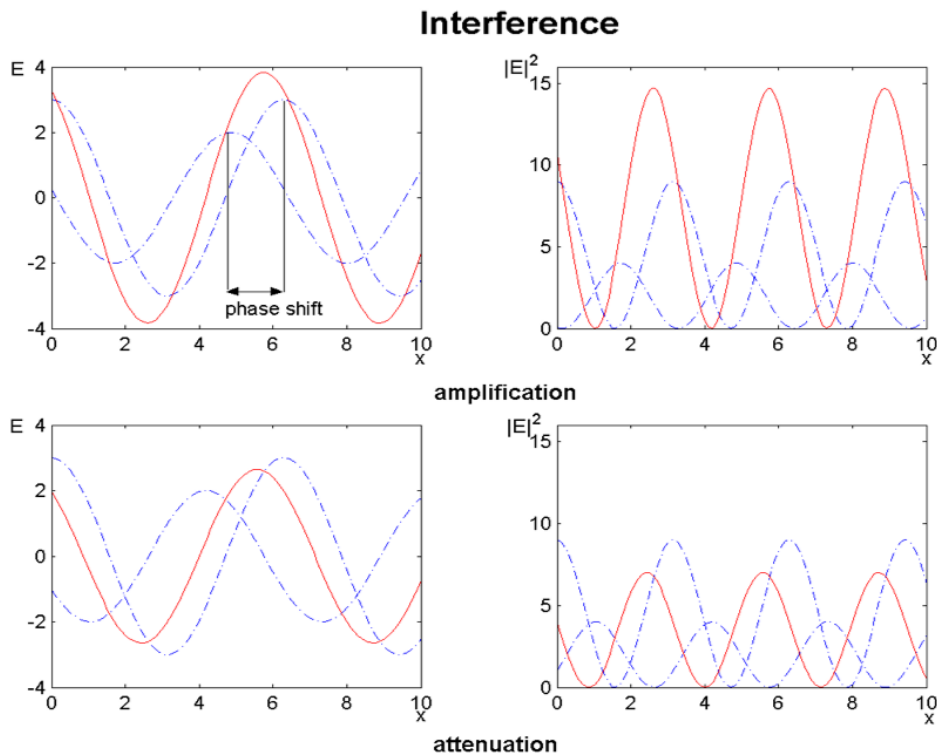 Interference
E
4
2
0
-2
-4
0 2 4 6 8 10
x
phase shift
|E|²
15
10
5
0
0 2 4 6 8 10
x
amplification
E
4
2
0
-2
-4
0 2 4 6 8 10
x
|E|²
15
10
5
0
0 2 4 6 8 10
x
attenuation